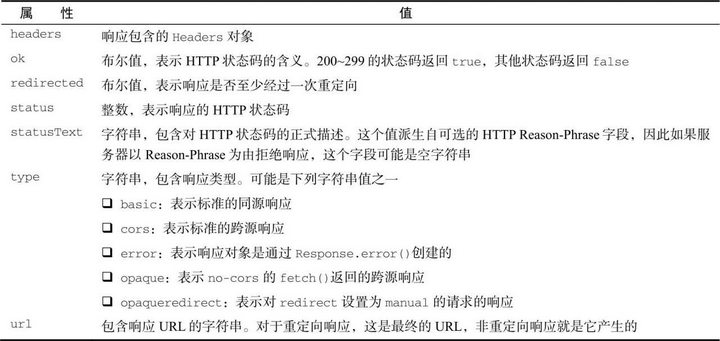 属 性 值
headers 响应包含的 Headers 对象
ok 布尔值，表示 HTTP 状态码的含义。200~299 的状态码返回 true，其他状态码返回 false
redirected 布尔值，表示响应是否至少经过一次重定向
status 整数，表示响应的 HTTP 状态码
statusText 字符串，包含对 HTTP 状态码的正式描述。这个值派生自可选的 HTTP Reason-Phrase 字段，因此如果服
务器以 Reason-Phrase 为由拒绝响应，这个字段可能是空字符串
type 字符串，包含响应类型。可能是下列字符串值之一
❑ basic：表示标准的同源响应
❑ cors：表示标准的跨源响应
❑ error：表示响应对象是通过 Response.error()创建的
❑ opaque：表示 no-cors 的 fetch()返回的跨源响应
❑ opaqueredirect：表示对 redirect 设置为 manual 的请求的响应
url 包含响应 URL 的字符串。对于重定向响应，这是最终的 URL，非重定向响应就是它产生的